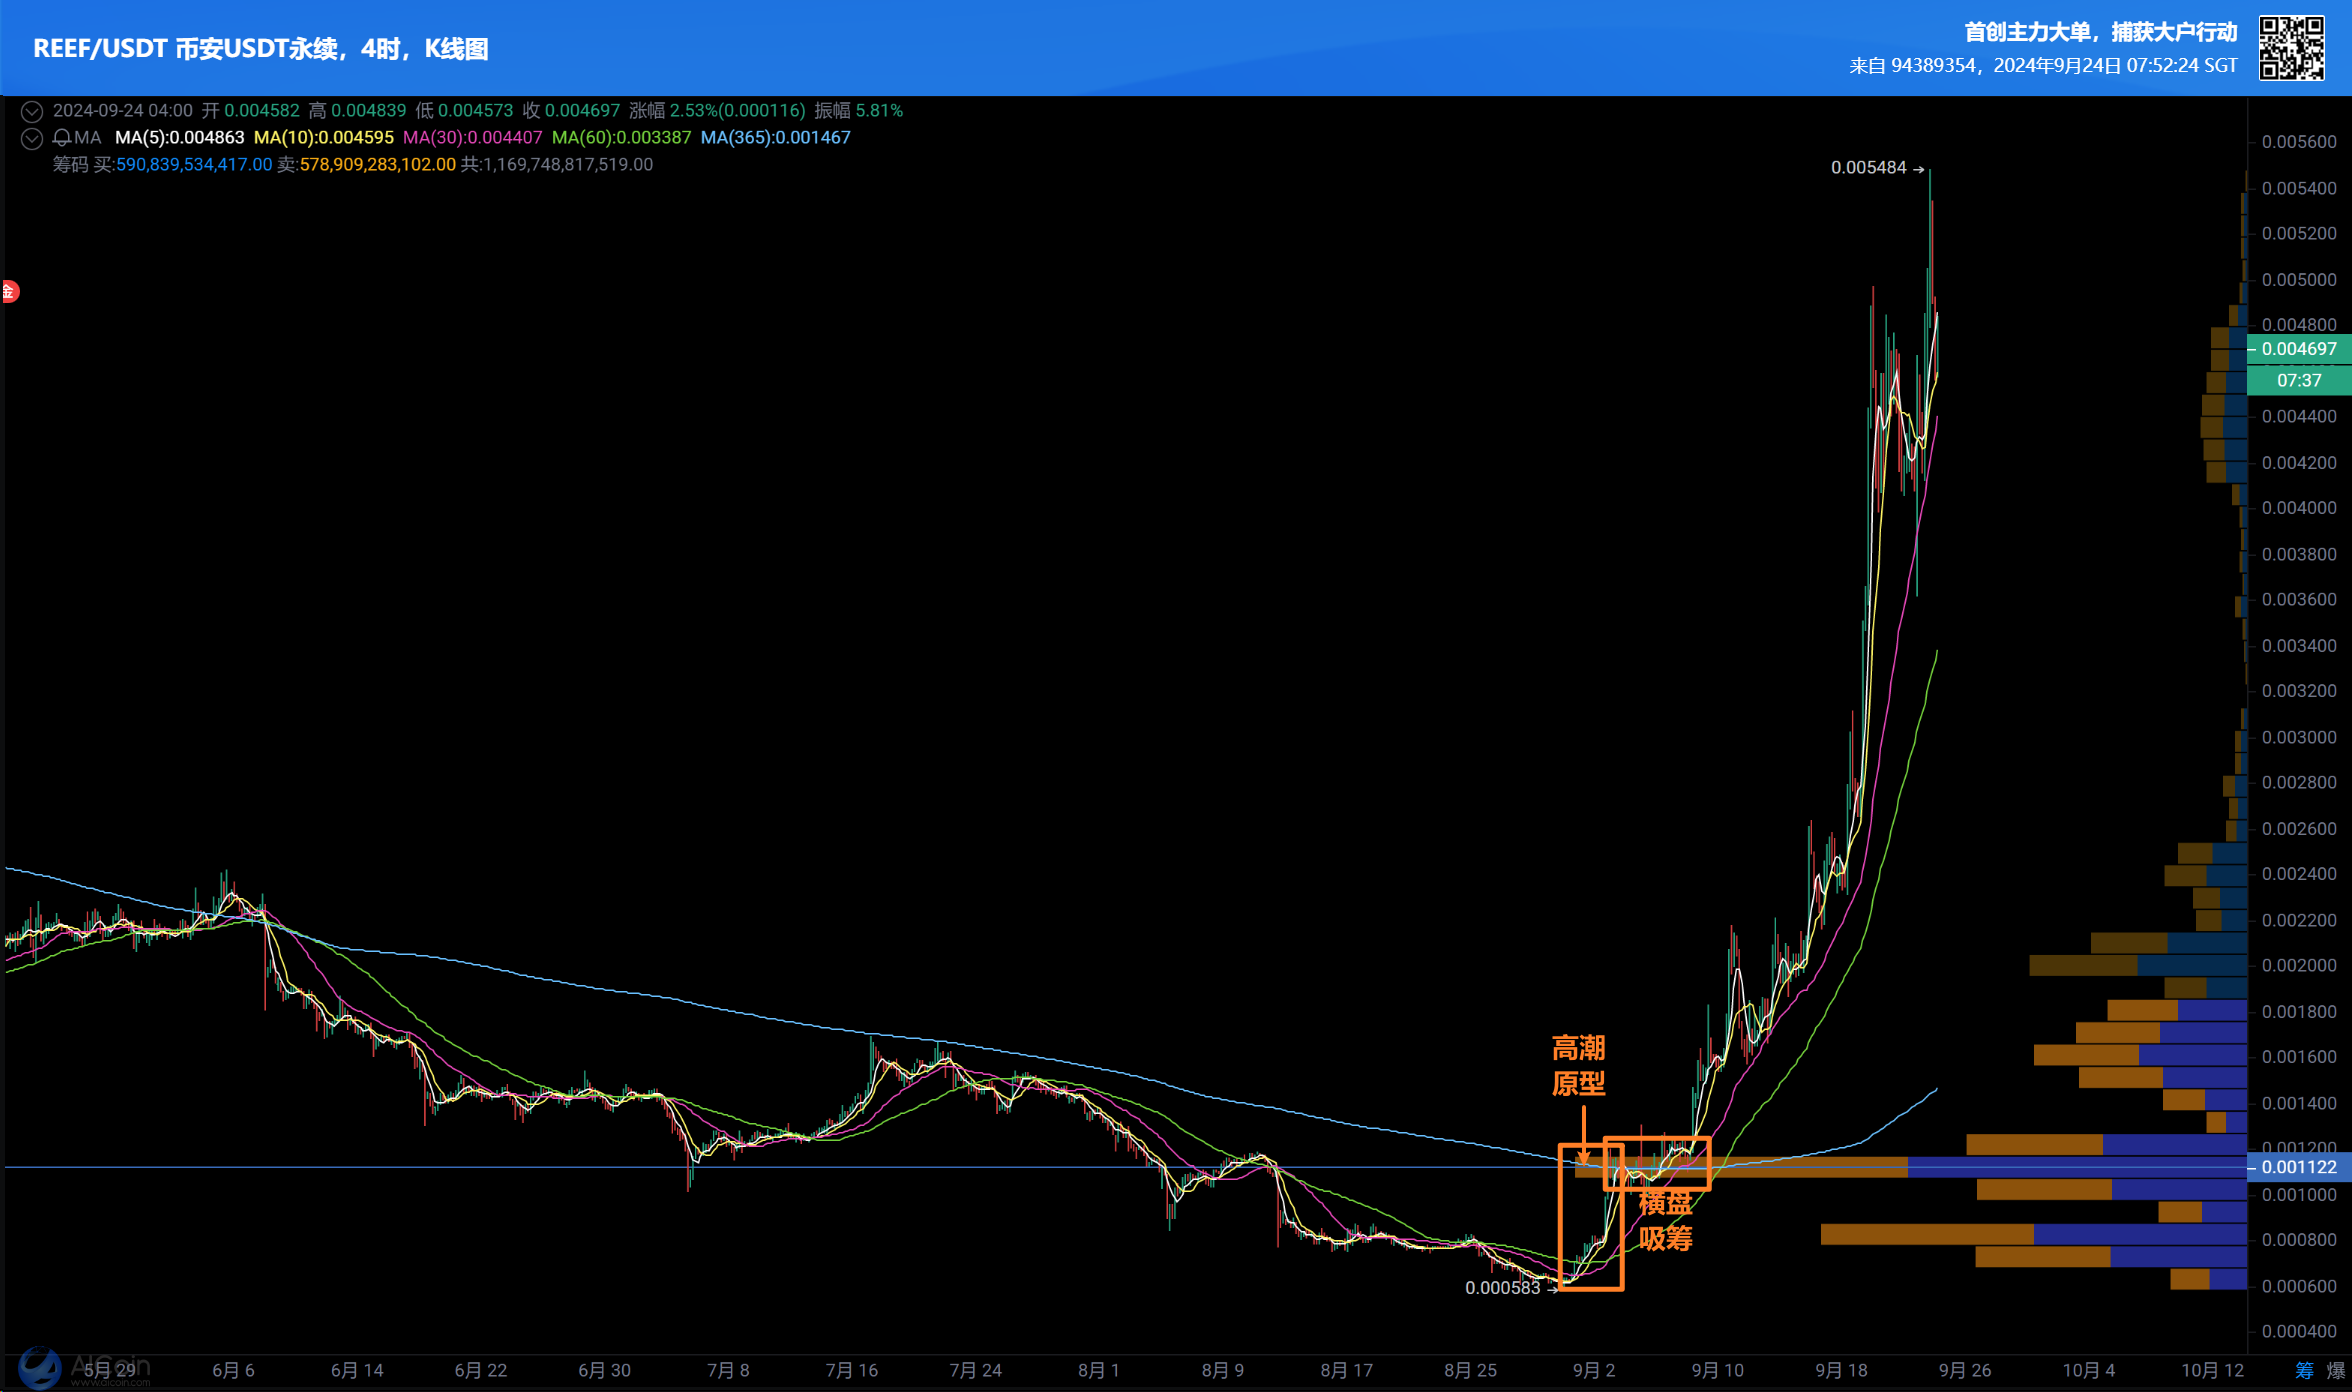 REEF/USDT 币安USDT永续，4时，K线图
首创主力大单，捕获大户行动
来自 94389354，2024年9月24日 07:52:24 SGT
2024-09-24 04:00 开 0.004582 高 0.004839 低 0.004573 收 0.004697 涨幅 2.53%(0.000116) 振幅 5.81%
MA MA(5):0.004863 MA(10):0.004595 MA(30):0.004407 MA(60):0.003387 MA(365):0.001467
筹码 买:590,839,534,417.00 卖:578,909,283,102.00 共:1,169,748,817,519.00
金
0.005484 →
高潮
原型
横盘
吸筹
0.000583 →
0.005600
0.005400
0.005200
0.005000
0.004800
0.004697
07:37
0.004400
0.004200
0.004000
0.003800
0.003600
0.003400
0.003200
0.003000
0.002800
0.002600
0.002400
0.002200
0.002000
0.001800
0.001600
0.001400
0.001200
0.001122
0.001000
0.000800
0.000600
0.000400
AICoin
www.aicoin.com
5月 29 6月 6 6月 14 6月 22 6月 30 7月 8 7月 16 7月 24 8月 1 8月 9 8月 17 8月 25 9月 2 9月 10 9月 18 9月 26 10月 4 10月 12 筹 爆